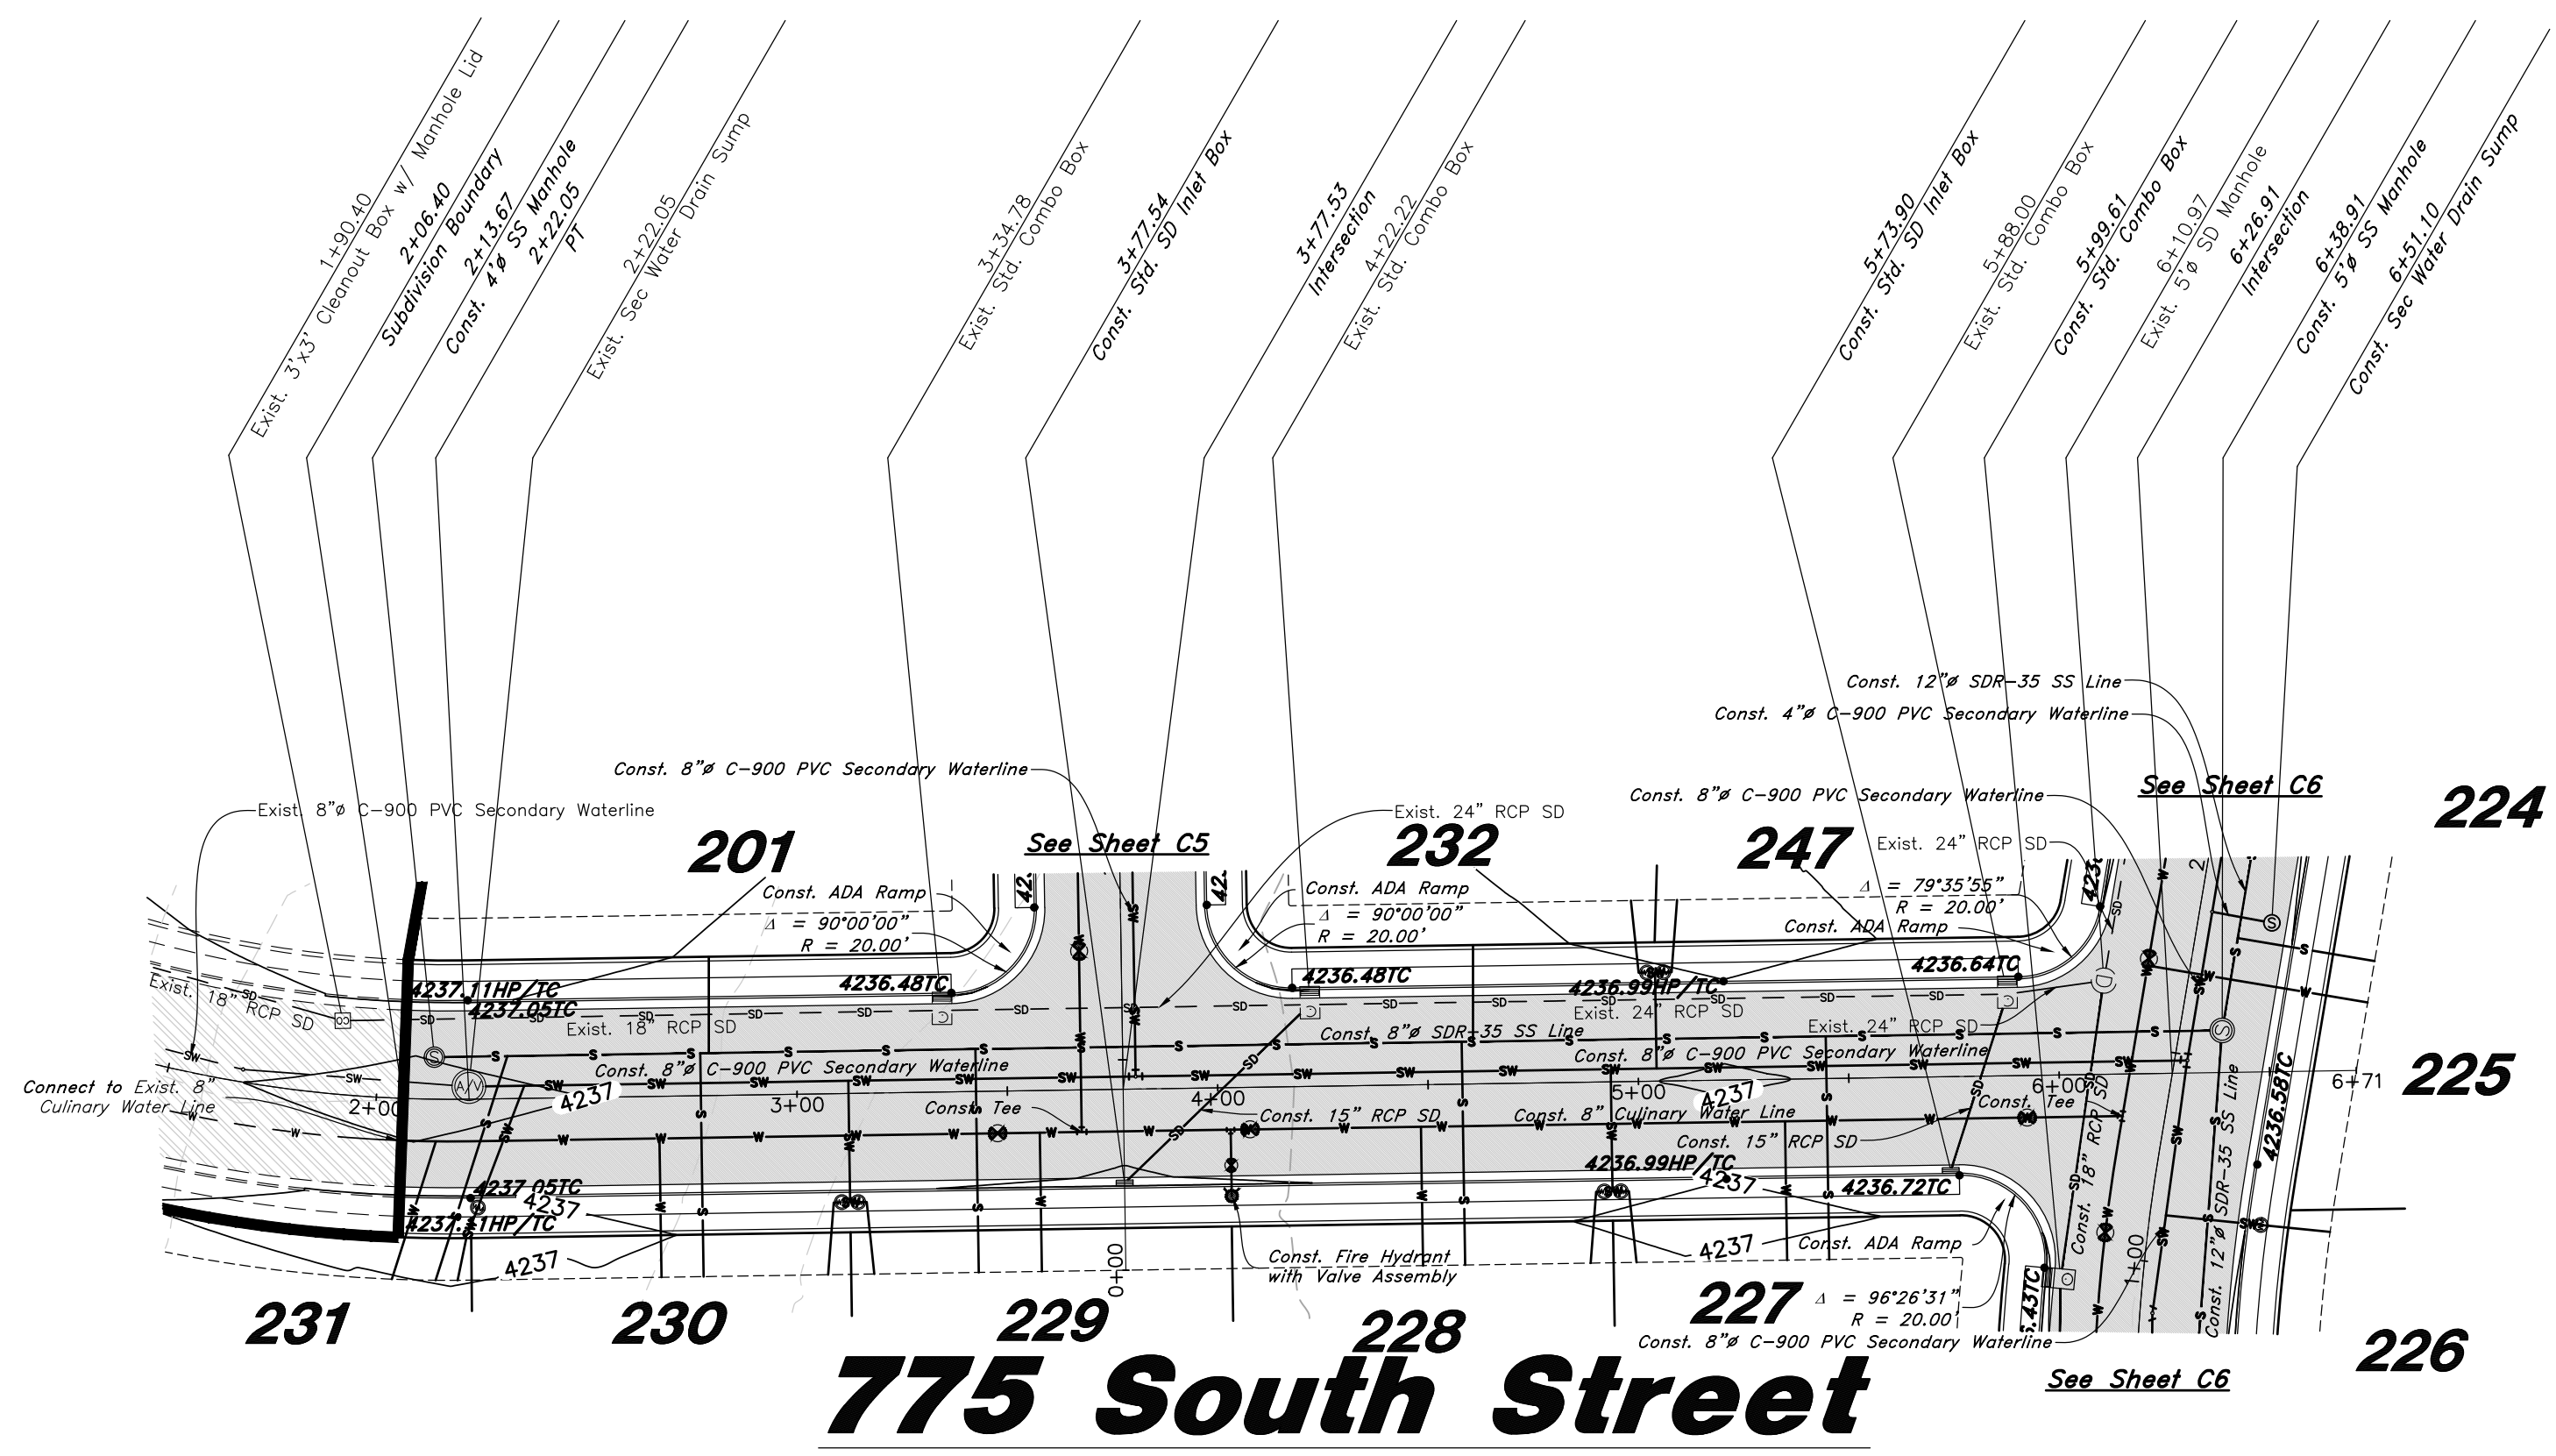 1+90.40
Exist. 3'x3' Cleanout Box w/ Manhole Lid
2+06.40
Subdivision Boundary
2+13.67
Const. 4'ø SS Manhole
2+22.05
PT
2+22.05
Exist. Sec Water Drain Sump
3+34.78
Exist. Std. Combo Box
3+77.54
Const. Std. SD Inlet Box
3+77.53
Intersection
4+22.22
Exist. Std. Combo Box
5+73.90
Const. Std. SD Inlet Box
5+88.00
Exist. Std. Combo Box
5+99.61
Const. Std. Combo Box
6+10.97
Exist. 5'ø SD Manhole
6+26.91
Intersection
6+38.91
Const. 5'ø SS Manhole
6+51.10
Const. Sec Water Drain Sump
Const. 12"ø SDR-35 SS Line
Const. 4"ø C-900 PVC Secondary Waterline
Const. 8"ø C-900 PVC Secondary Waterline
Const. 8"ø C-900 PVC Secondary Waterline
See Sheet C6
224
Exist. 8"ø C-900 PVC Secondary Waterline
201
See Sheet C5
Exist. 24" RCP SD
232
247
Exist. 24" RCP SD
Const. ADA Ramp
Δ = 90°00'00"
R = 20.00'
Const. ADA Ramp
Δ = 90°00'00"
R = 20.00'
Δ = 79°35'55"
R = 20.00'
Const. ADA Ramp
4237.11HP/TC
4237.05TC
4236.48TC
4236.48TC
4236.99HP/TC
4236.64TC
Exist. 18" RCP SD
Exist. 18" RCP SD
Exist. 24" RCP SD
Exist. 24" RCP SD
Const. 8"ø SDR-35 SS Line
Const. 8"ø C-900 PVC Secondary Waterline
Const. 8"ø C-900 PVC Secondary Waterline
A/V
Connect to Exist. 8"
Culinary Water Line
2+00
3+00
4+00
5+00
6+00
6+71
225
4237
4237
Const. Tee
Const. 15" RCP SD
Const. 8" Culinary Water Line
Const. Tee
Const. 15" RCP SD
Const. 18" RCP SD
Const. 12"ø SDR-35 SS Line
4236.58TC
4237.05TC
4237
4237.11HP/TC
4237
4236.99HP/TC
4237
4236.72TC
4237
Const. ADA Ramp
Const. Fire Hydrant
with Valve Assembly
0+00
1+00
231
230
229
228
227
Δ = 96°26'31"
R = 20.00'
Const. 8"ø C-900 PVC Secondary Waterline
226
See Sheet C6
775 South Street